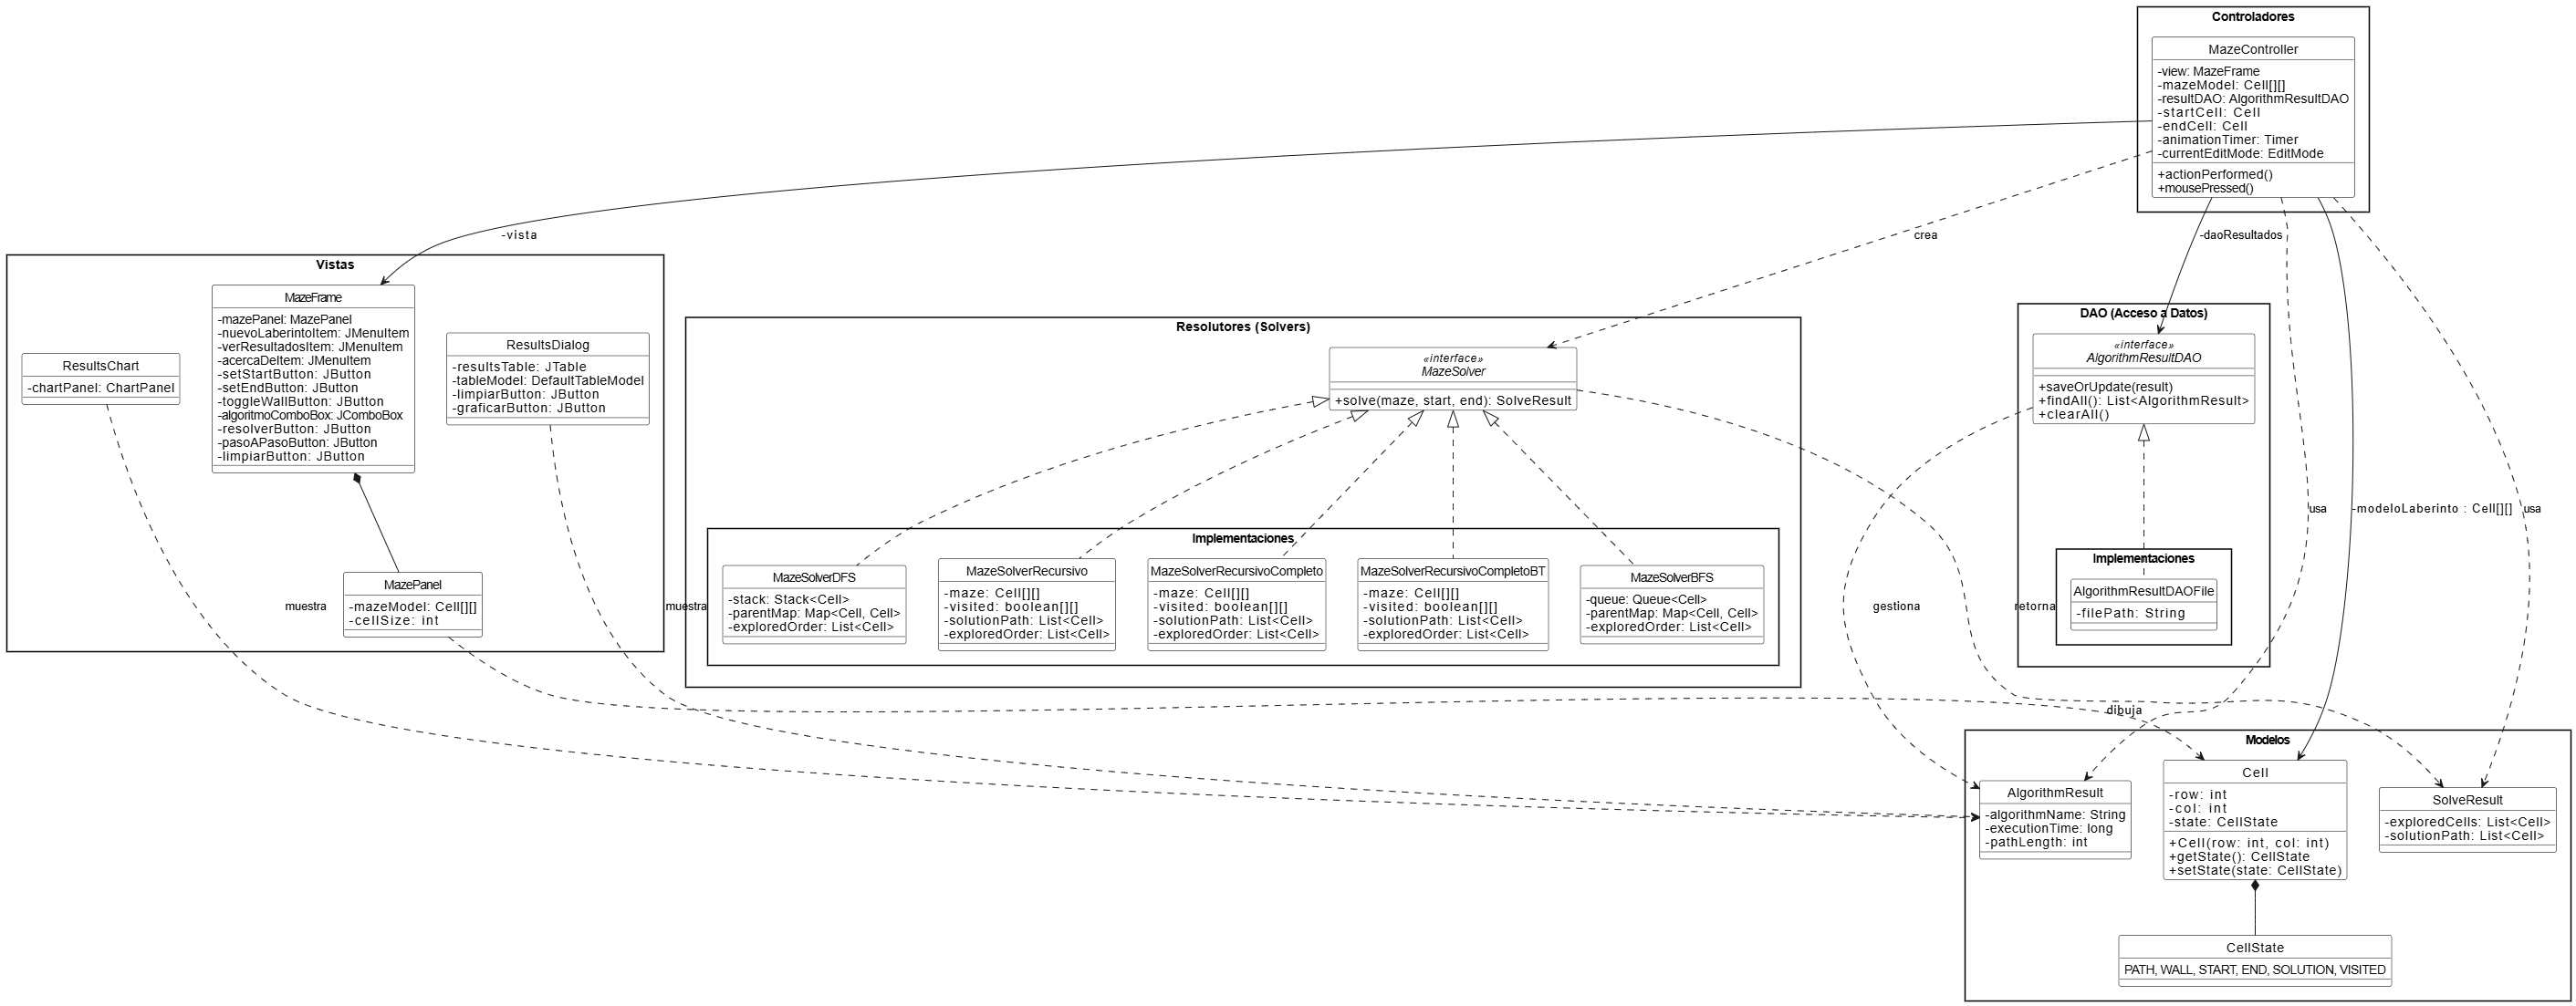 Controladores
MazeController
-view: MazeFrame
-mazeModel: Cell[][]
-resultDAO: AlgorithmResultDAO
-startCell: Cell
-endCell: Cell
-animationTimer: Timer
-currentEditMode: EditMode
+actionPerformed()
+mousePressed()
-vista
crea
-daoResultados
usa
-modeloLaberinto : Cell[][]
usa
Vistas
ResultsChart
-chartPanel: ChartPanel
MazeFrame
-mazePanel: MazePanel
-nuevoLaberintoItem: JMenuItem
-verResultadosItem: JMenuItem
-acercaDeItem: JMenuItem
-setStartButton: JButton
-setEndButton: JButton
-toggleWallButton: JButton
-algoritmoComboBox: JComboBox
-resolverButton: JButton
-pasoAPasoButton: JButton
-limpiarButton: JButton
ResultsDialog
-resultsTable: JTable
-tableModel: DefaultTableModel
-limpiarButton: JButton
-graficarButton: JButton
MazePanel
-mazeModel: Cell[][]
-cellSize: int
muestra
muestra
Resolutores (Solvers)
«interface»
MazeSolver
+solve(maze, start, end): SolveResult
Implementaciones
MazeSolverDFS
-stack: Stack<Cell>
-parentMap: Map<Cell, Cell>
-exploredOrder: List<Cell>
MazeSolverRecursivo
-maze: Cell[][]
-visited: boolean[][]
-solutionPath: List<Cell>
-exploredOrder: List<Cell>
MazeSolverRecursivoCompleto
-maze: Cell[][]
-visited: boolean[][]
-solutionPath: List<Cell>
-exploredOrder: List<Cell>
MazeSolverRecursivoCompletoBT
-maze: Cell[][]
-visited: boolean[][]
-solutionPath: List<Cell>
-exploredOrder: List<Cell>
MazeSolverBFS
-queue: Queue<Cell>
-parentMap: Map<Cell, Cell>
-exploredOrder: List<Cell>
DAO (Acceso a Datos)
«interface»
AlgorithmResultDAO
+saveOrUpdate(result)
+findAll(): List<AlgorithmResult>
+clearAll()
Implementaciones
AlgorithmResultDAOFile
-filePath: String
gestiona
retorna
dibuja
Modelos
AlgorithmResult
-algorithmName: String
-executionTime: long
-pathLength: int
Cell
-row: int
-col: int
-state: CellState
+Cell(row: int, col: int)
+getState(): CellState
+setState(state: CellState)
SolveResult
-exploredCells: List<Cell>
-solutionPath: List<Cell>
CellState
PATH, WALL, START, END, SOLUTION, VISITED